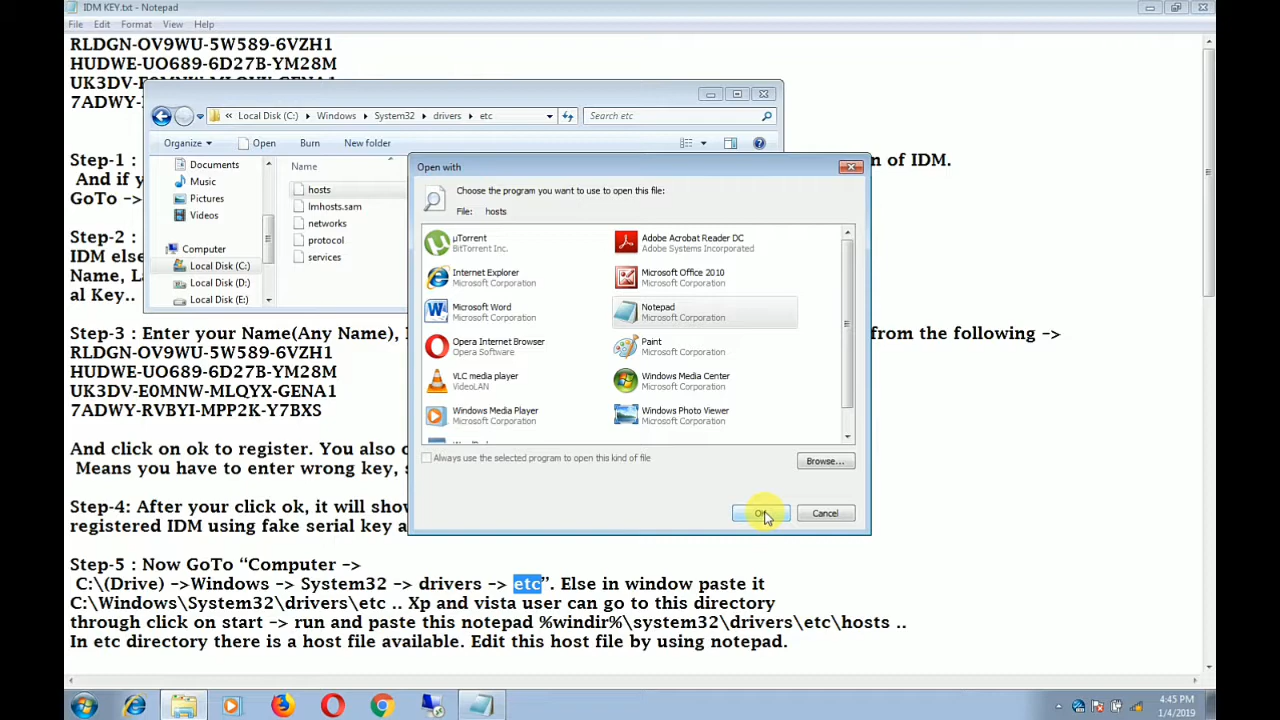 IDM KEY.txt - Notepad
File Edit Format View Help
RLDGN-OV9WU-5W589-6VZH1
HUDWE-UO689-6D27B-YM28M
UK3DV-E0MNW-MLQYX-GENA1
7ADWY-
Local Disk (C:) Windows System32 drivers etc
Search etc
Organize Open Burn New folder
Documents
Music
Pictures
Videos
Computer
Local Disk (C:)
Local Disk (D:)
Local Disk (E:)
Name
hosts
lmhosts.sam
networks
protocol
services
Open with
Choose the program you want to use to open this file:
File: hosts
µTorrent
BitTorrent Inc.
Adobe Acrobat Reader DC
Adobe Systems Incorporated
Internet Explorer
Microsoft Corporation
Microsoft Office 2010
Microsoft Corporation
Microsoft Word
Microsoft Corporation
Notepad
Microsoft Corporation
Opera Internet Browser
Opera Software
Paint
Microsoft Corporation
VLC media player
VideoLAN
Windows Media Center
Microsoft Corporation
Windows Media Player
Microsoft Corporation
Windows Photo Viewer
Microsoft Corporation
Always use the selected program to open this kind of file
Browse...
OK Cancel
Step-1 : n of IDM.
And if y
GoTo ->
Step-2 :
IDM else
Name, L
al Key..
Step-3 : Enter your Name(Any Name), from the following ->
RLDGN-OV9WU-5W589-6VZH1
HUDWE-UO689-6D27B-YM28M
UK3DV-E0MNW-MLQYX-GENA1
7ADWY-RVBYI-MPP2K-Y7BXS
And click on ok to register. You also c
Means you have to enter wrong key, s
Step-4: After your click ok, it will show
registered IDM using fake serial key a
Step-5 : Now GoTo “Computer ->
C:\(Drive) ->Windows -> System32 -> drivers -> etc”. Else in window paste it
C:\Windows\System32\drivers\etc .. Xp and vista user can go to this directory
through click on start -> run and paste this notepad %windir%\system32\drivers\etc\hosts ..
In etc directory there is a host file available. Edit this host file by using notepad.
4:45 PM
1/4/2019